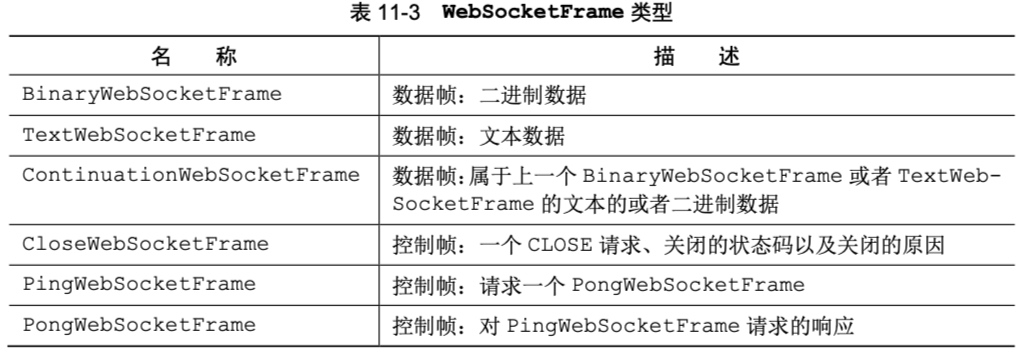 表 11-3 WebSocketFrame 类型
名 称 描 述
BinaryWebSocketFrame 数据帧：二进制数据
TextWebSocketFrame 数据帧：文本数据
ContinuationWebSocketFrame 数据帧：属于上一个 BinaryWebSocketFrame 或者 TextWeb-
SocketFrame 的文本的或者二进制数据
CloseWebSocketFrame 控制帧：一个 CLOSE 请求、关闭的状态码以及关闭的原因
PingWebSocketFrame 控制帧：请求一个 PongWebSocketFrame
PongWebSocketFrame 控制帧：对 PingWebSocketFrame 请求的响应